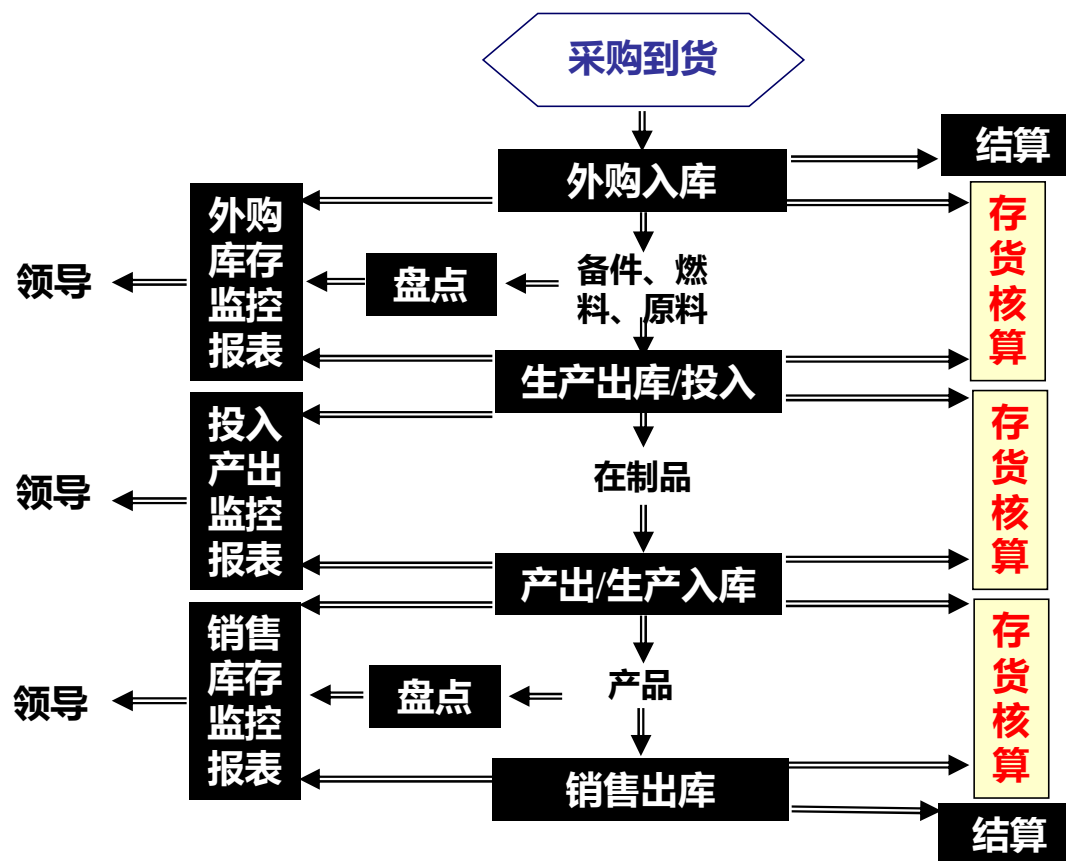 采购到货
结算
外购入库
外购
库存
监控
报表
存
货
核
算
领导
盘点
备件、燃
料、原料
生产出库/投入
投入
产出
监控
报表
存
货
核
算
领导
在制品
产出/生产入库
销售
库存
监控
报表
存
货
核
算
领导
盘点
产品
销售出库
结算